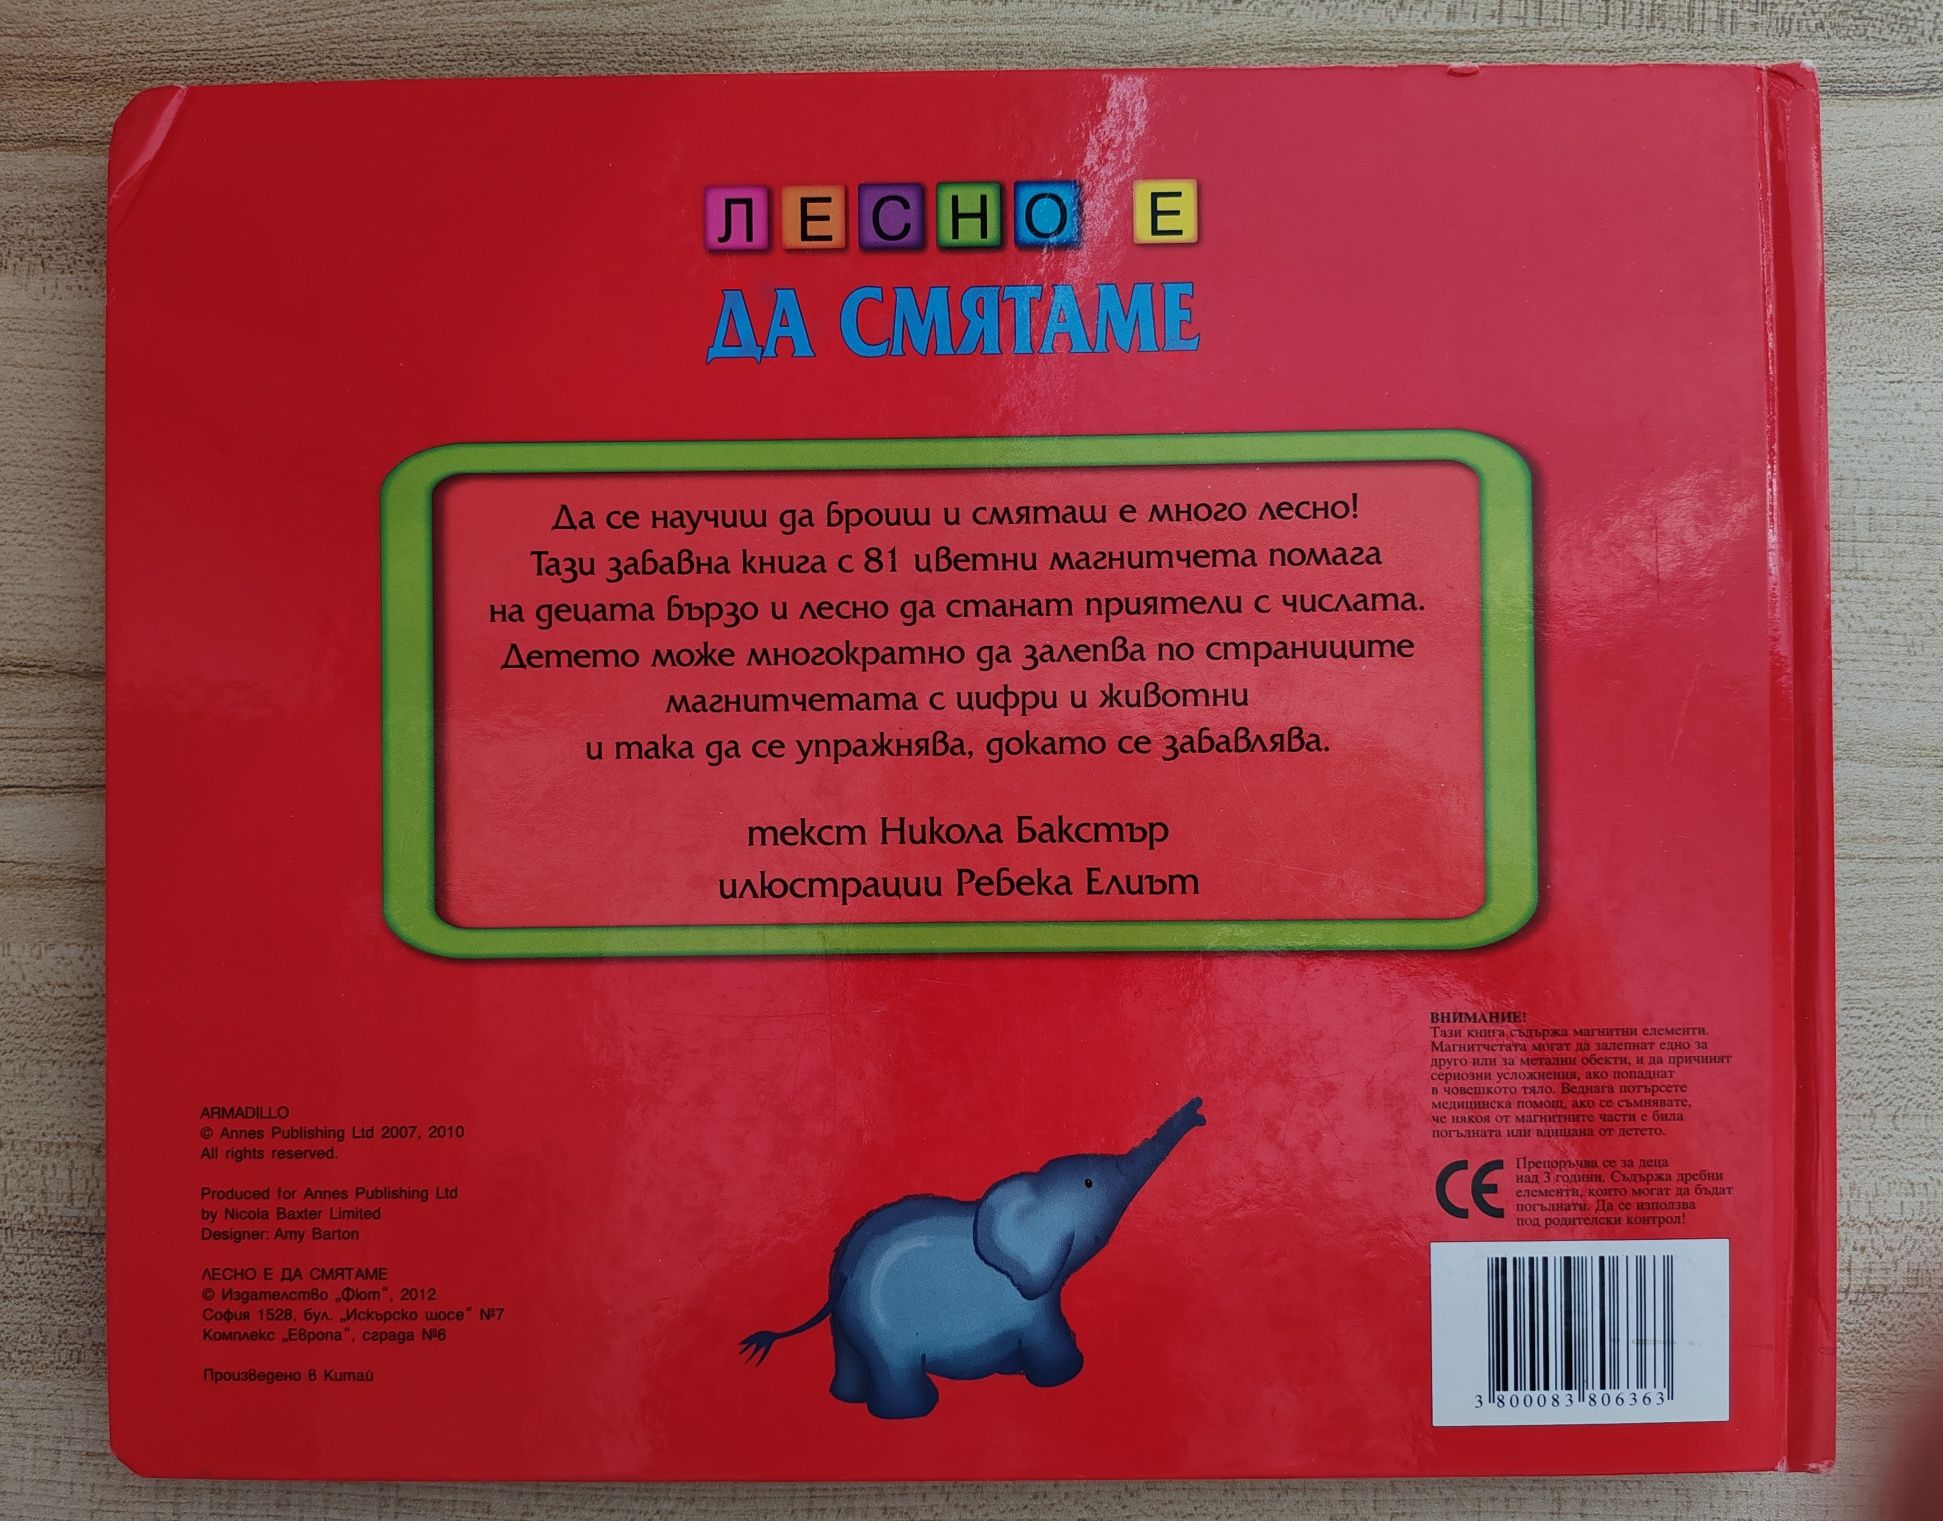 ЛЕСНО Е
ДА СМЯТАМЕ
Да се научиш да броиш и смяташ е много лесно!
Тази забавна книга с 81 цветни магнитчета помага
на децата бързо и лесно да станат приятели с числата.
Детето може многократно да залепва по страниците
магнитчетата с цифри и животни
и така да се упражнява, докато се забавлява.
текст Никола Бакстър
илюстрации Ребека Елиът
ARMADILLO
© Annes Publishing Ltd 2007, 2010
All rights reserved.
Produced for Annes Publishing Ltd
by Nicola Baxter Limited
Designer: Amy Barton
ЛЕСНО Е ДА СМЯТАМЕ
© Издателство „Фют“, 2012
София 1528, бул. „Искърско шосе“ №7
Комплекс „Европа“, сграда №6
Произведено в Китай
ВНИМАНИЕ!
Тази книга съдържа магнитни елементи.
Магнитчетата могат да залепнат едно за
друго или за метални обекти, и да причинят
сериозни усложнения, ако попаднат
в човешкото тяло. Веднага потърсете
медицинска помощ, ако се съмнявате,
че някоя от магнитните части е била
погълната или вдишана от детето.
CE
Препоръчва се за деца
над 3 години. Съдържа дребни
елементи, които могат да бъдат
погълнати. Да се използва
под родителски контрол!
3 800083 806363